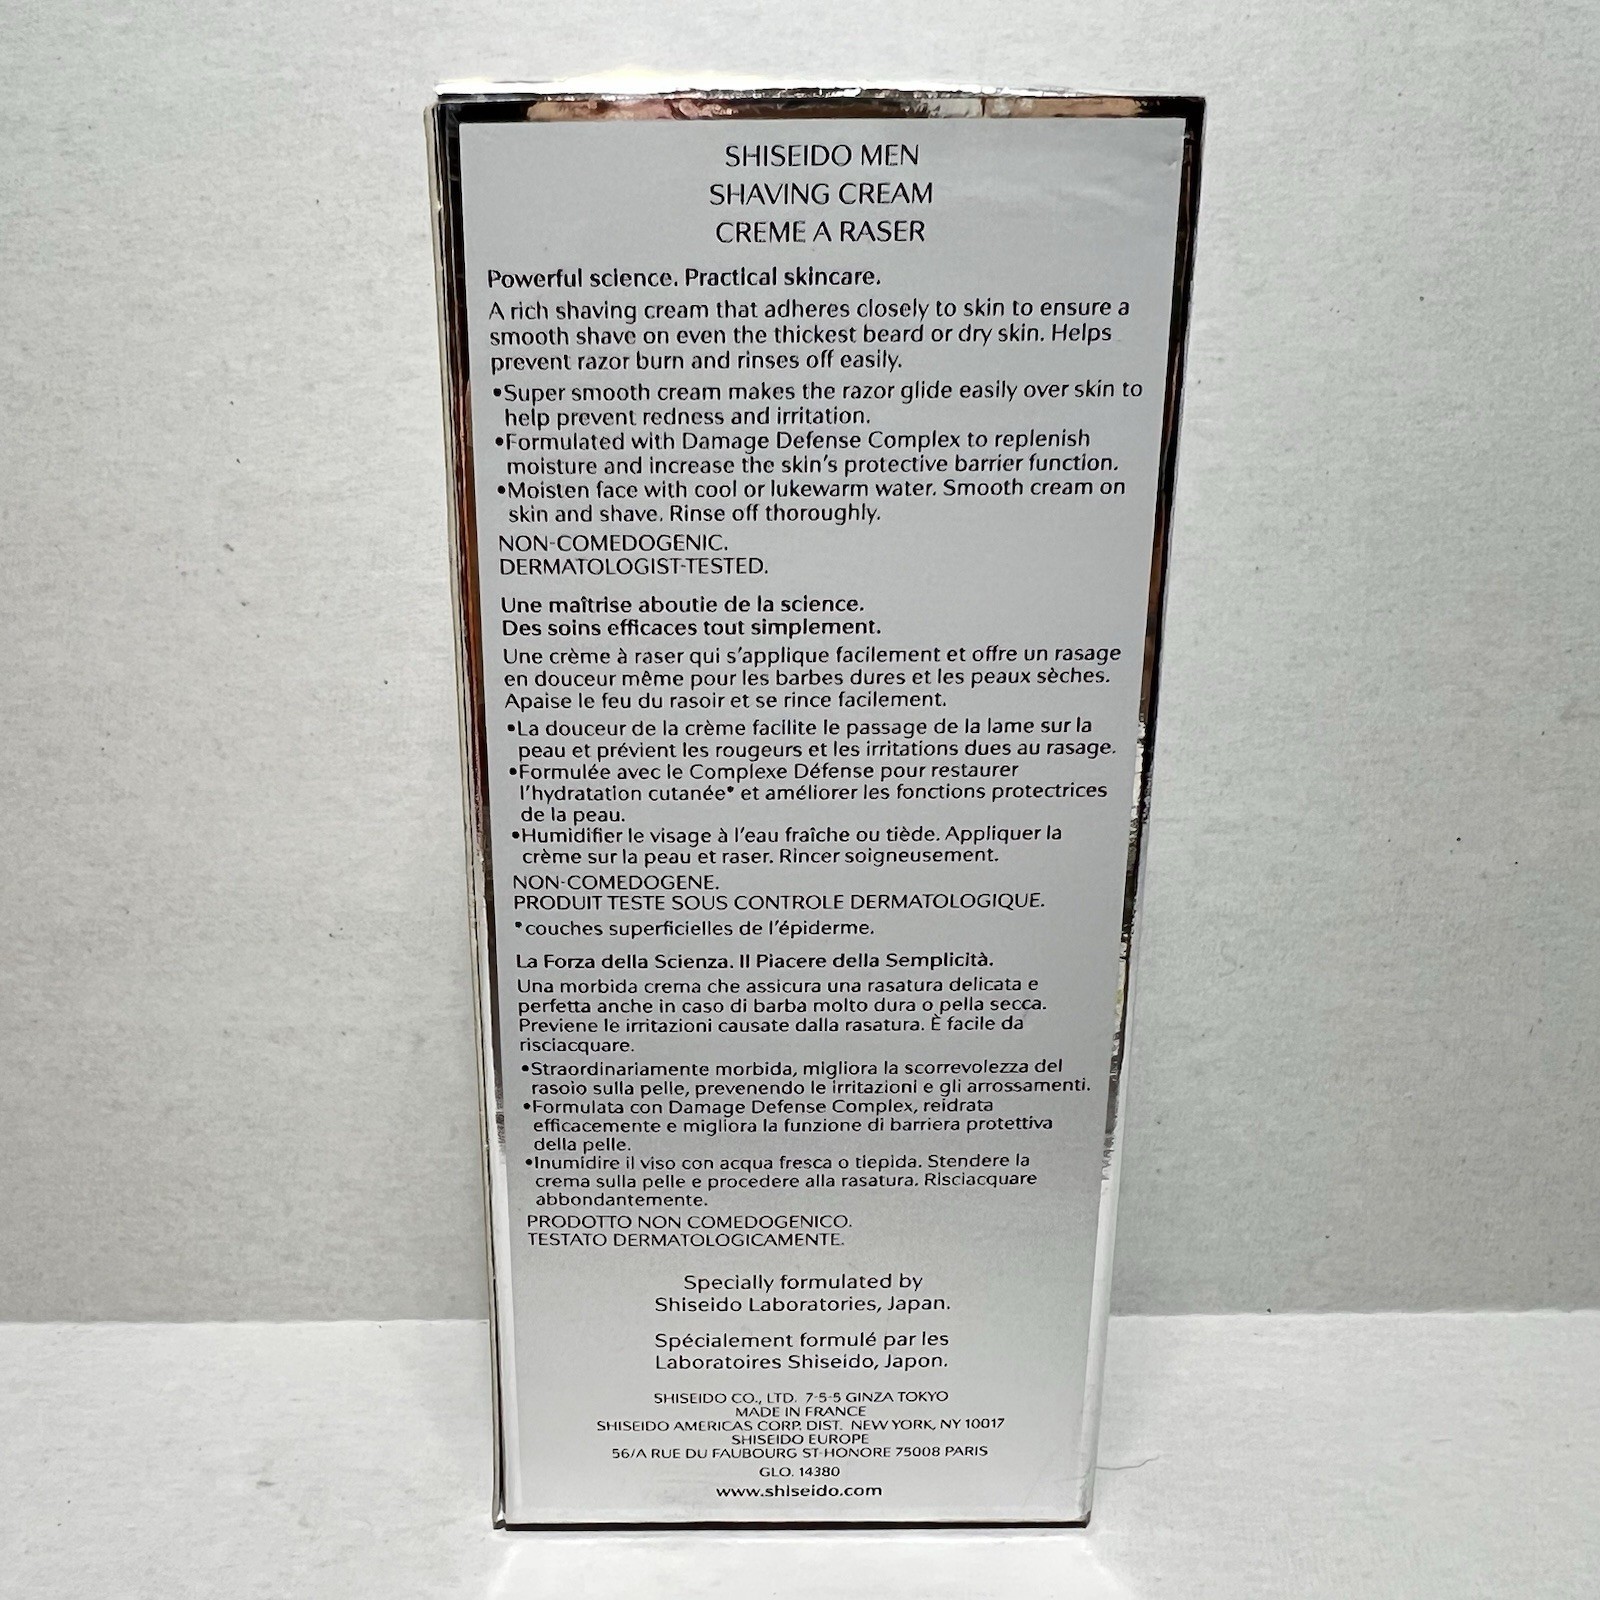 SHISEIDO MEN
SHAVING CREAM
CREME A RASER
Powerful science. Practical skincare.
A rich shaving cream that adheres closely to skin to ensure a
smooth shave on even the thickest beard or dry skin. Helps
prevent razor burn and rinses off easily.
•Super smooth cream makes the razor glide easily over skin to
help prevent redness and irritation.
•Formulated with Damage Defense Complex to replenish
moisture and increase the skin's protective barrier function.
•Moisten face with cool or lukewarm water. Smooth cream on
skin and shave. Rinse off thoroughly.
NON-COMEDOGENIC.
DERMATOLOGIST-TESTED.
Une maîtrise aboutie de la science.
Des soins efficaces tout simplement.
Une crème à raser qui s'applique facilement et offre un rasage
en douceur même pour les barbes dures et les peaux sèches.
Apaise le feu du rasoir et se rince facilement.
•La douceur de la crème facilite le passage de la lame sur la
peau et prévient les rougeurs et les irritations dues au rasage.
•Formulée avec le Complexe Défense pour restaurer
l'hydratation cutanée* et améliorer les fonctions protectrices
de la peau.
•Humidifier le visage à l'eau fraîche ou tiède. Appliquer la
crème sur la peau et raser. Rincer soigneusement.
NON-COMEDOGENE.
PRODUIT TESTE SOUS CONTROLE DERMATOLOGIQUE.
*couches superficielles de l'épiderme.
La Forza della Scienza. Il Piacere della Semplicità.
Una morbida crema che assicura una rasatura delicata e
perfetta anche in caso di barba molto dura o pella secca.
Previene le irritazioni causate dalla rasatura. È facile da
risciacquare.
•Straordinariamente morbida, migliora la scorrevolezza del
rasoio sulla pelle, prevenendo le irritazioni e gli arrossamenti.
•Formulata con Damage Defense Complex, reidrata
efficacemente e migliora la funzione di barriera protettiva
della pelle.
•Inumidire il viso con acqua fresca o tiepida. Stendere la
crema sulla pelle e procedere alla rasatura. Risciacquare
abbondantemente.
PRODOTTO NON COMEDOGENICO.
TESTATO DERMATOLOGICAMENTE.
Specially formulated by
Shiseido Laboratories, Japan.
Spécialement formulé par les
Laboratoires Shiseido, Japon.
SHISEIDO CO., LTD. 7-5-5 GINZA TOKYO
MADE IN FRANCE
SHISEIDO AMERICAS CORP. DIST. NEW YORK, NY 10017
SHISEIDO EUROPE
56/A RUE DU FAUBOURG ST-HONORE 75008 PARIS
GLO. 14380
www.shiseido.com